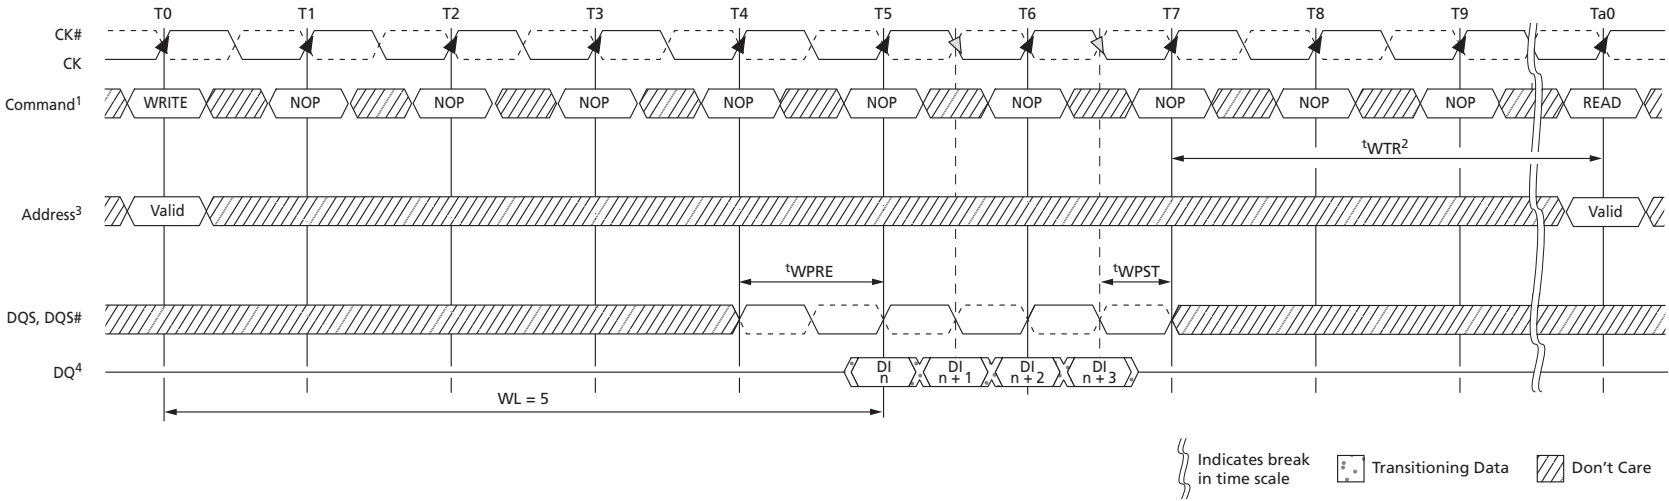 T0 T1 T2 T3 T4 T5 T6 T7 T8 T9 Ta0
CK#
CK
Command1 WRITE NOP NOP NOP NOP NOP NOP NOP NOP NOP READ
tWTR2
Address3 Valid Valid
tWPRE tWPST
DQS, DQS#
DQ4 DI n DI n + 1 DI n + 2 DI n + 3
WL = 5
Indicates break in time scale
Transitioning Data
Don't Care